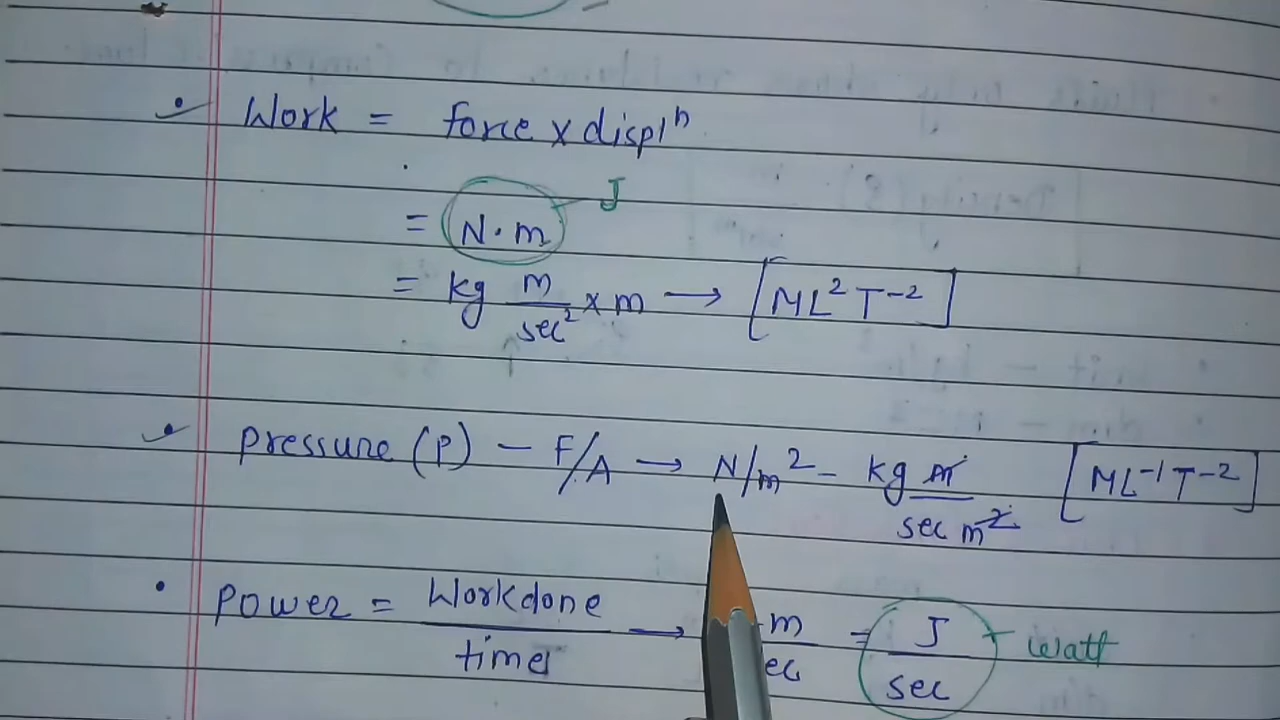 Work = force x displⁿ
= N·m - J
= kg m/sec² x m → [ML²T⁻²]
pressure (P) - F/A → N/m² - kg m/sec m² [ML⁻¹T⁻²]
power = Workdone/time → m/ec = J/sec - watt